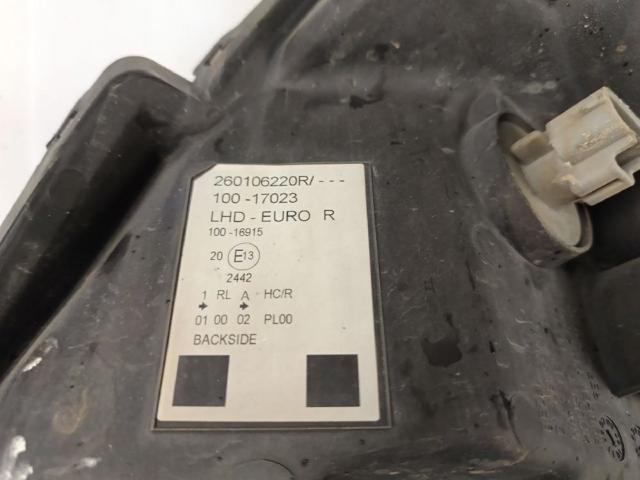 260106220R/---
100-17023
LHD-EURO R
100-16915
20 E13
2442
1 RL A HC/R
01 00 02 PL00
BACKSIDE